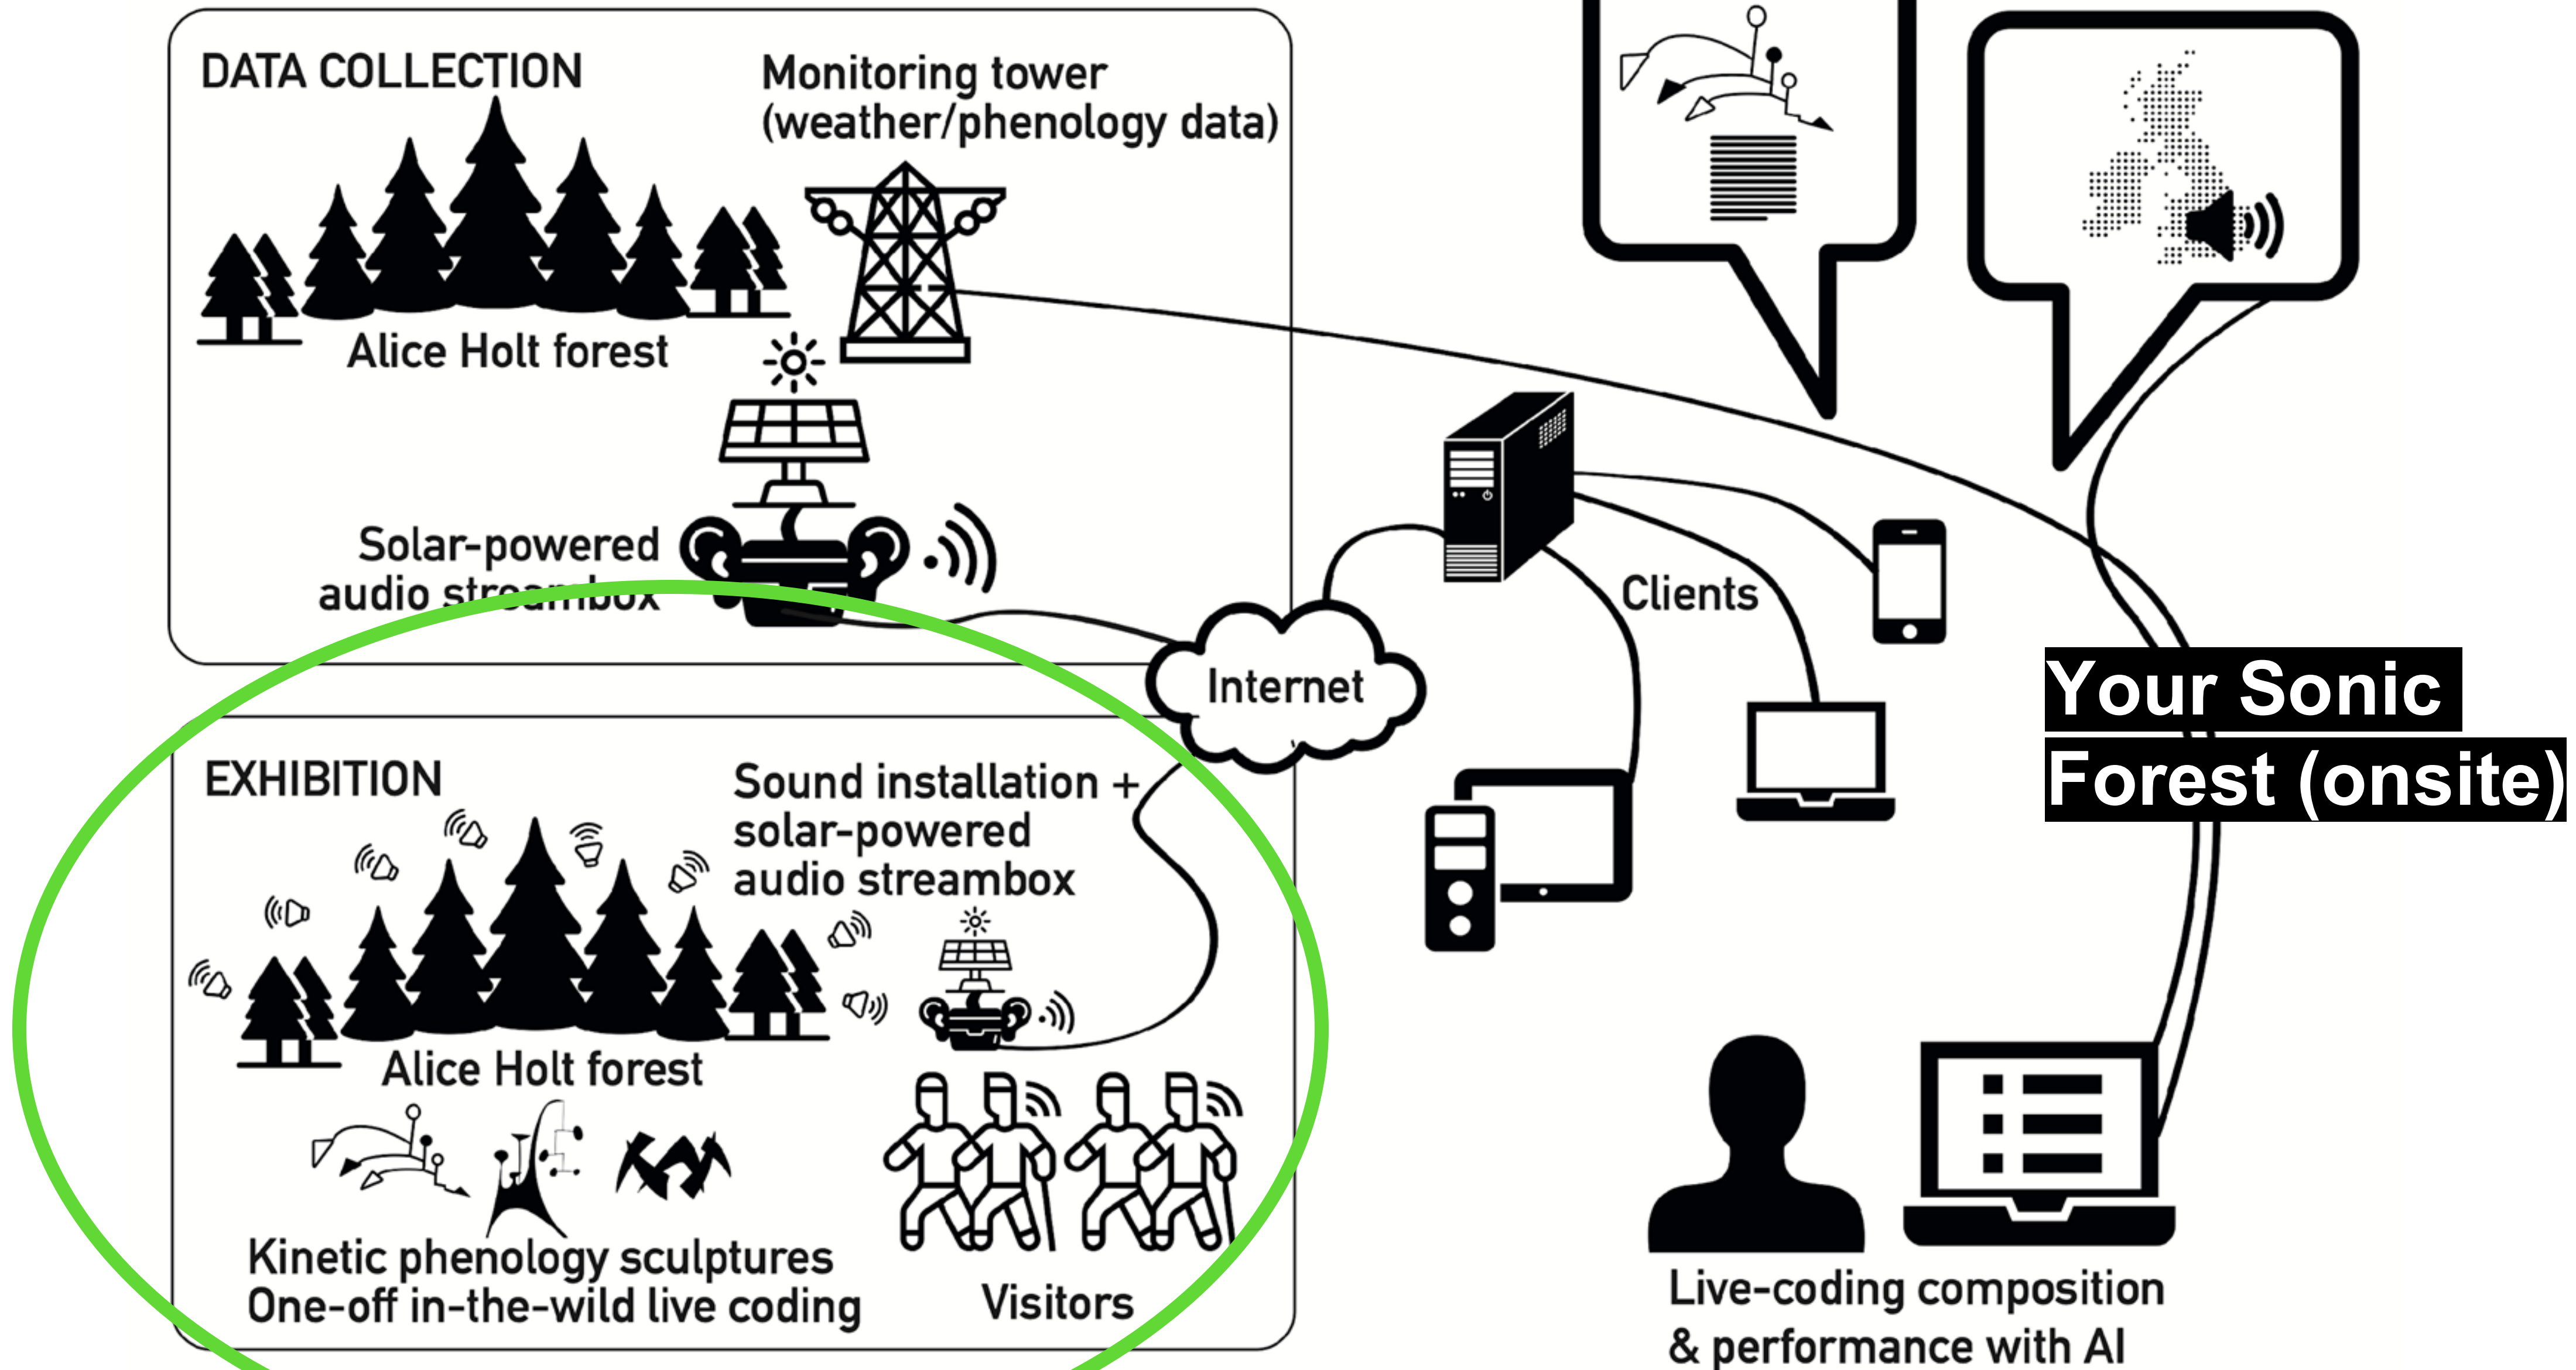 DATA COLLECTION
Monitoring tower
(weather/phenology data)
Alice Holt forest
Solar-powered
audio streambox
Internet
Clients
Your Sonic
Forest (onsite)
EXHIBITION
Sound installation +
solar-powered
audio streambox
Alice Holt forest
Kinetic phenology sculptures
One-off in-the-wild live coding
Visitors
Live-coding composition
& performance with AI